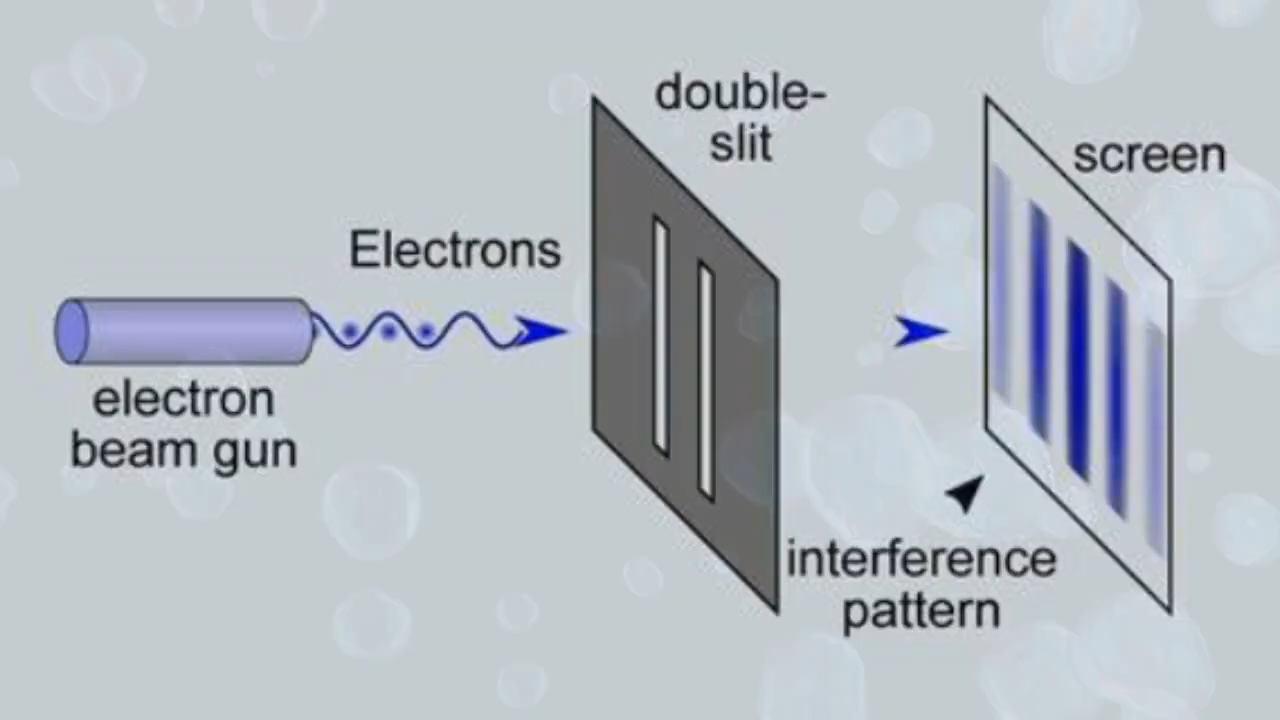 double-
slit
screen
Electrons
electron
beam gun
interference
pattern